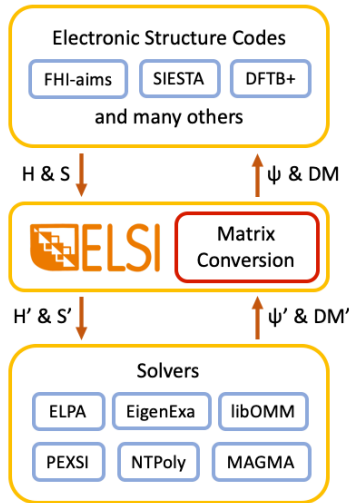 Electronic Structure Codes
FHI-aims SIESTA DFTB+
and many others
H & S ψ & DM
ELSI Matrix
Conversion
H’ & S’ ψ’ & DM’
Solvers
ELPA EigenExa libOMM
PEXSI NTPoly MAGMA